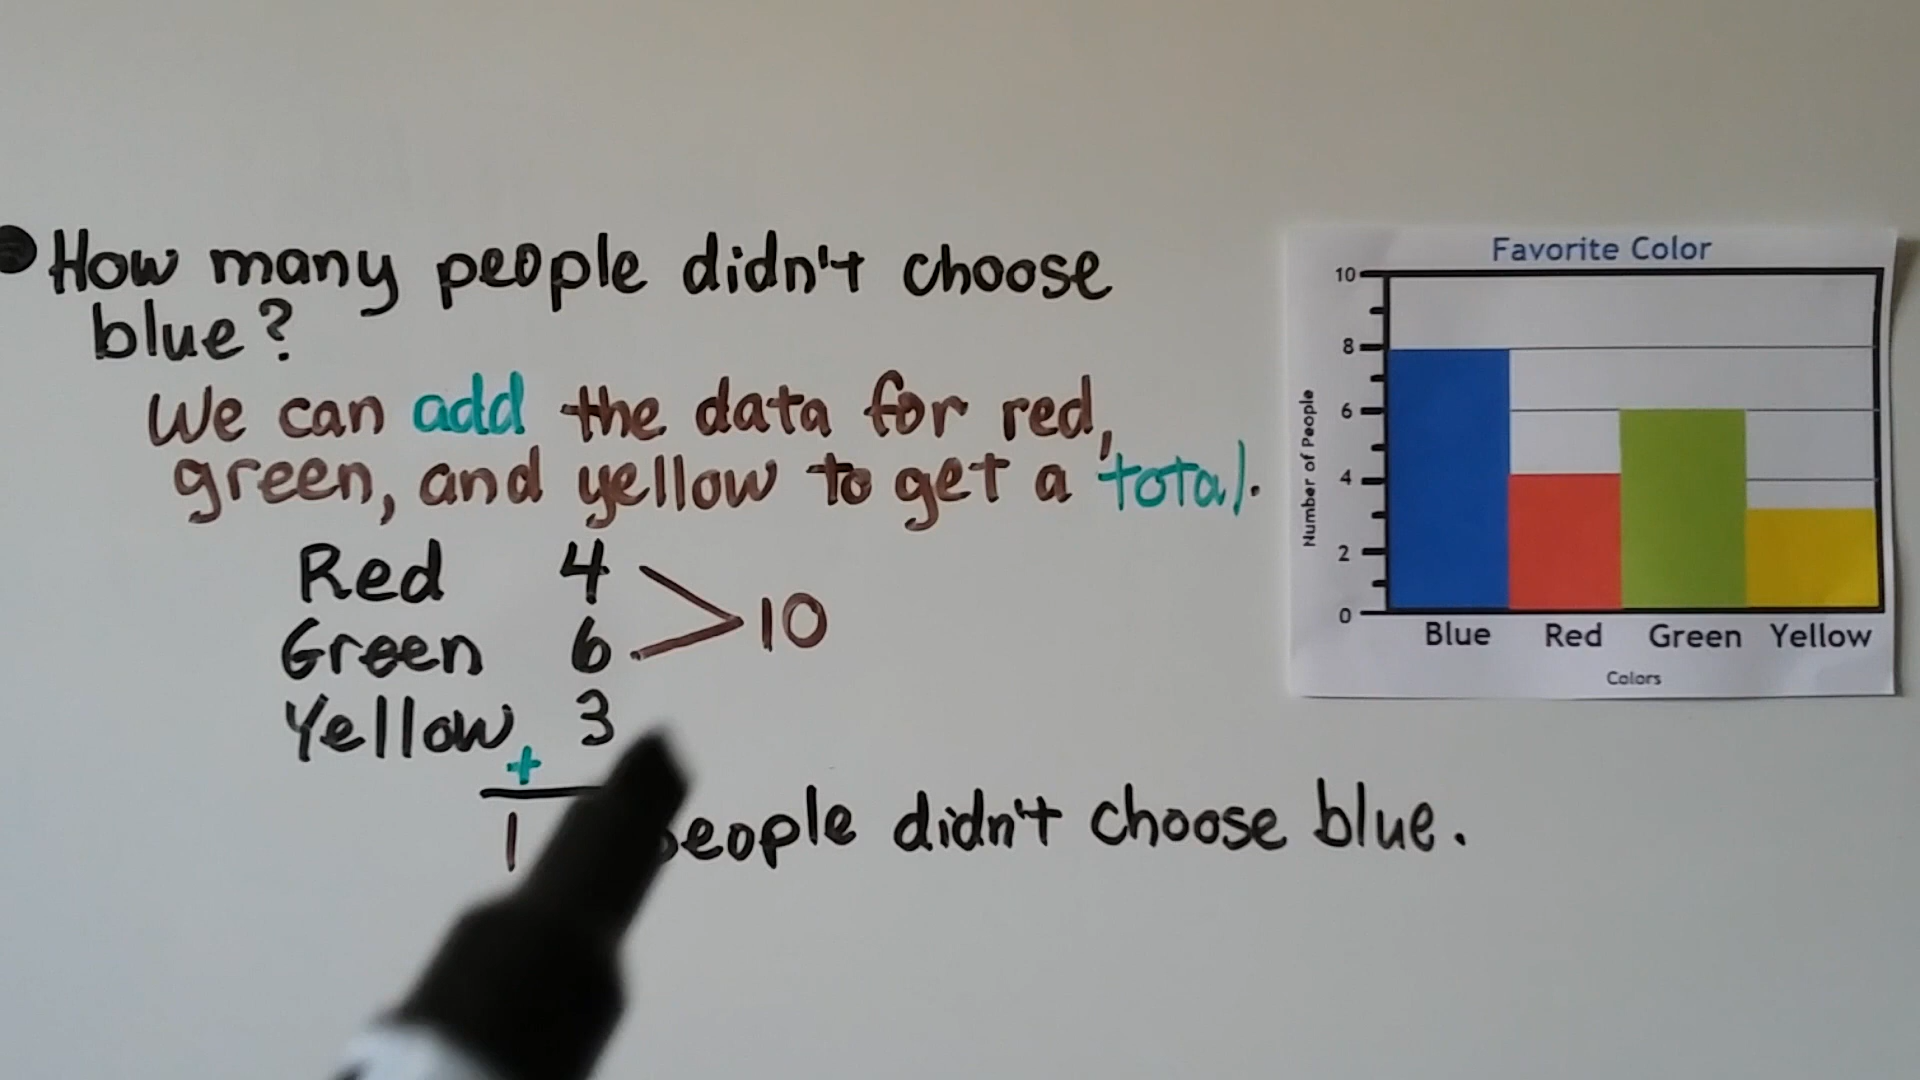 How many people didn't choose
blue?
We can add the data for red,
green, and yellow to get a total.
Red 4
Green 6 10
Yellow 3
+
1
people didn't choose blue.
Favorite Color
10
8
6
4
2
0
Number of People
Blue Red Green Yellow
Colors